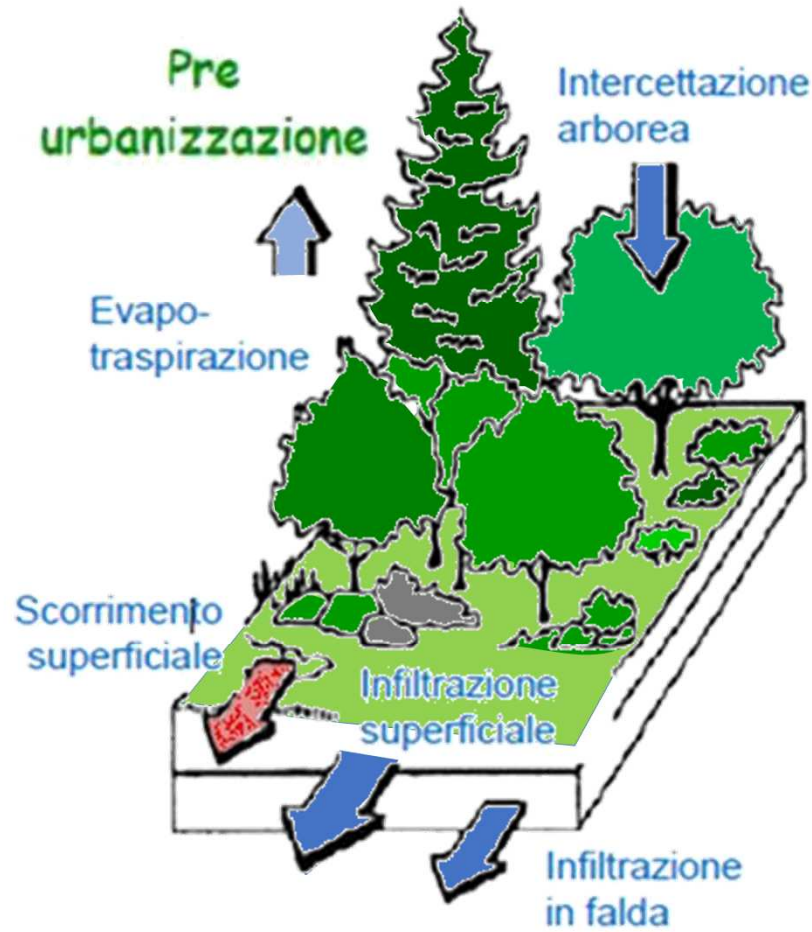 Pre
urbanizzazione
Intercettazione
arborea
Evapo-
traspirazione
Scorrimento
superficiale
Infiltrazione
superficiale
Infiltrazione
in falda